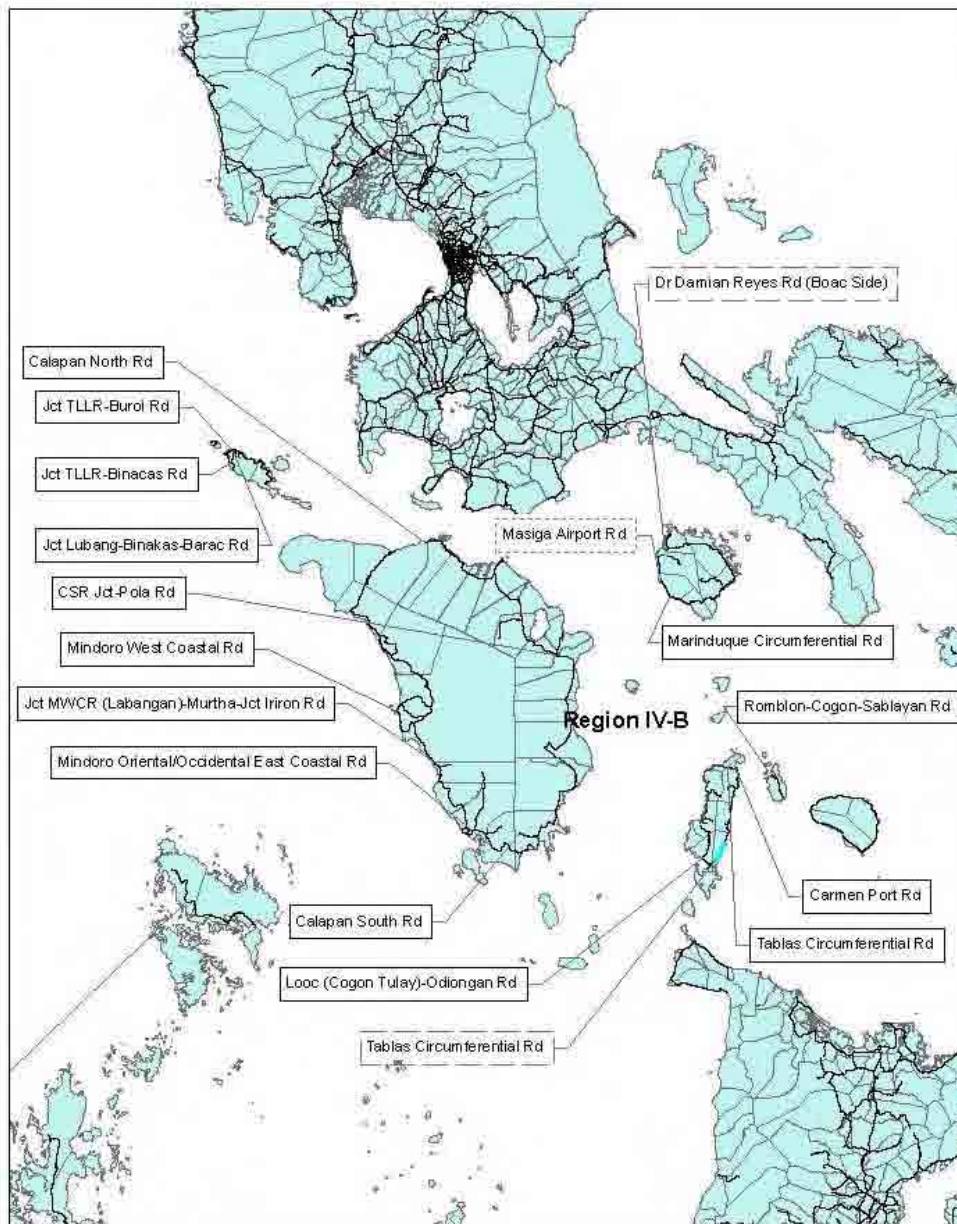 Dr Damian Reyes Rd (Boac Side)
Calapan North Rd
Jct TLLR-Burol Rd
Jct TLLR-Binacas Rd
Masiga Airport Rd
Jct Lubang-Binakas-Barac Rd
CSR Jct-Pola Rd
Marinduque Circumferential Rd
Mindoro West Coastal Rd
Jct MWCR (Labangan)-Murtha-Jct Iriron Rd
Romblon-Cogon-Sablayan Rd
Region IV-B
Mindoro Oriental/Occidental East Coastal Rd
Carmen Port Rd
Calapan South Rd
Tablas Circumferential Rd
Looc (Cogon Tulay)-Odiongan Rd
Tablas Circumferential Rd